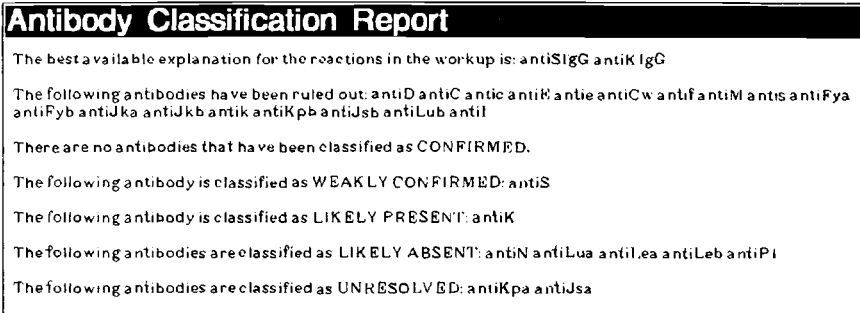 Antibody Classification Report
The best available explanation for the reactions in the workup is: antiSIgG antiK IgG
The following antibodies have been ruled out: antiD antiC antic antiE antie antiCw antif antiM antis antiFya
antiFyb antiJka antiJkb antik antiKpb antiJsb antiLub antiI
There are no antibodies that have been classified as CONFIRMED.
The following antibody is classified as WEAKLY CONFIRMED: antiS
The following antibody is classified as LIKELY PRESENT: antiK
The following antibodies are classified as LIKELY ABSENT: antiN antiLua antiLea antiLeb antiP1
The following antibodies are classified as UNRESOLVED: antiKpa antiJsa